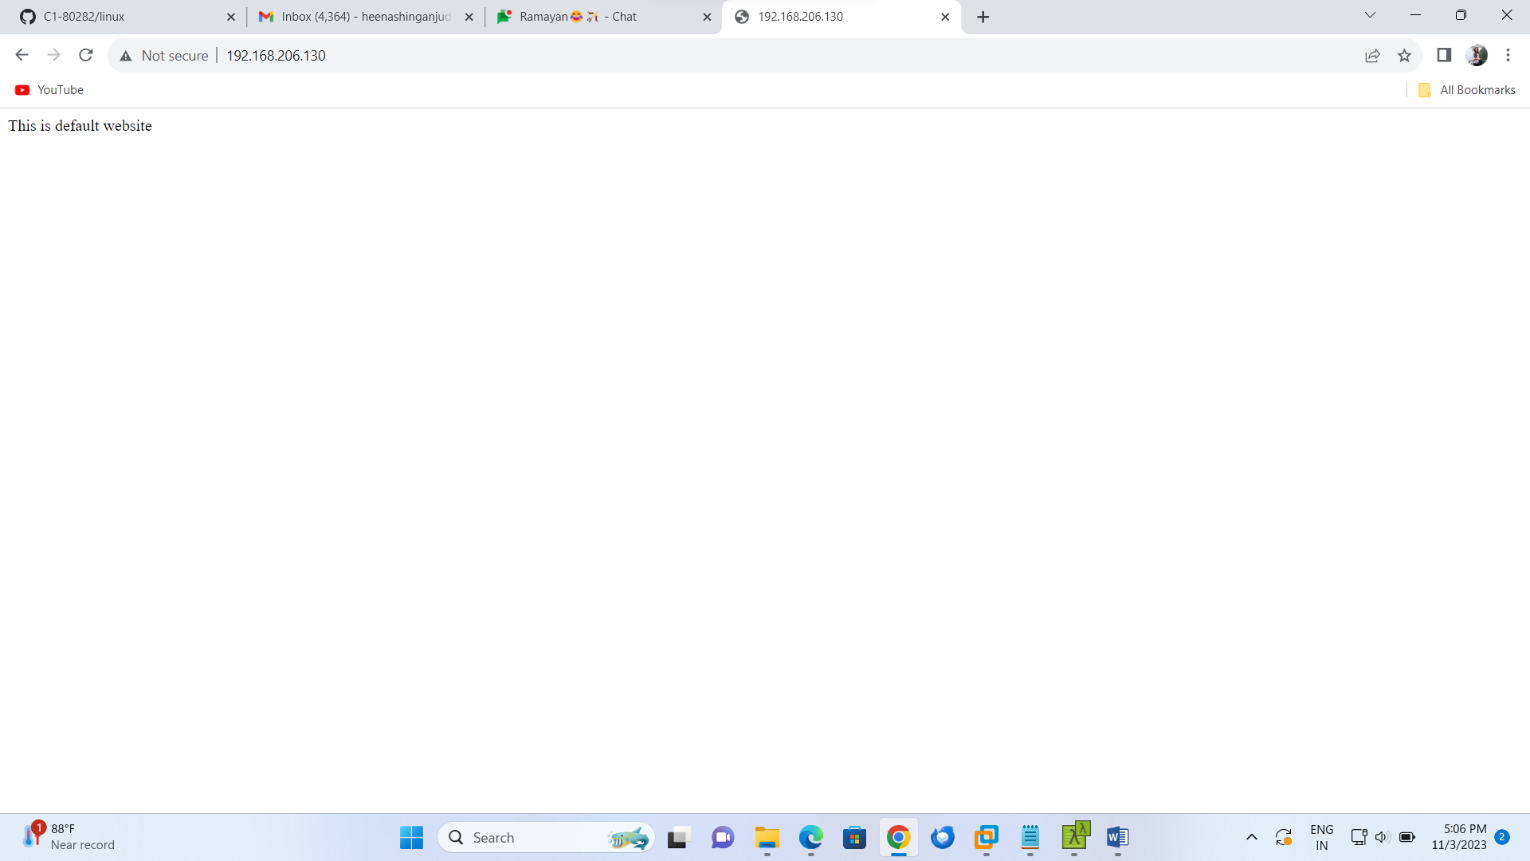 C1-80282/linux
Inbox (4,364) - heenashinganjud
Ramayan😂🏹 - Chat
192.168.206.130
Not secure
192.168.206.130
YouTube
All Bookmarks
This is default website
1
88°F
Near record
Search
ENG
IN
5:06 PM
11/3/2023
2